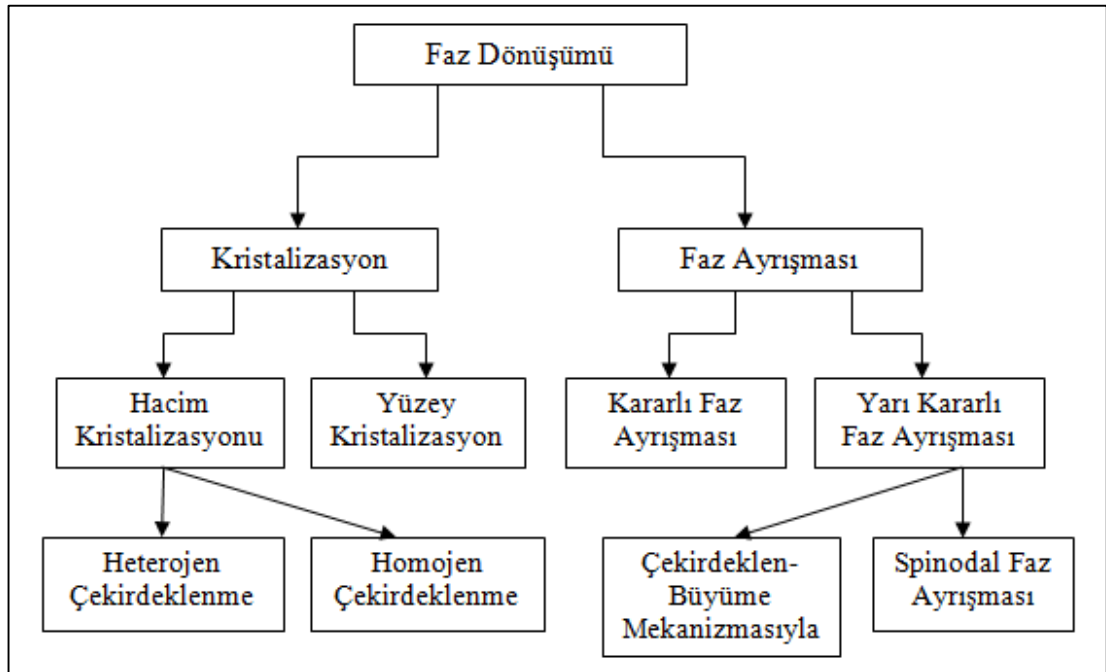 Faz Dönüşümü
Kristalizasyon
Faz Ayrışması
Hacim
Kristalizasyonu
Yüzey
Kristalizasyon
Kararlı Faz
Ayrışması
Yarı Kararlı
Faz Ayrışması
Heterojen
Çekirdeklenme
Homojen
Çekirdeklenme
Çekirdeklen-
Büyüme
Mekanizmasıyla
Spinodal Faz
Ayrışması